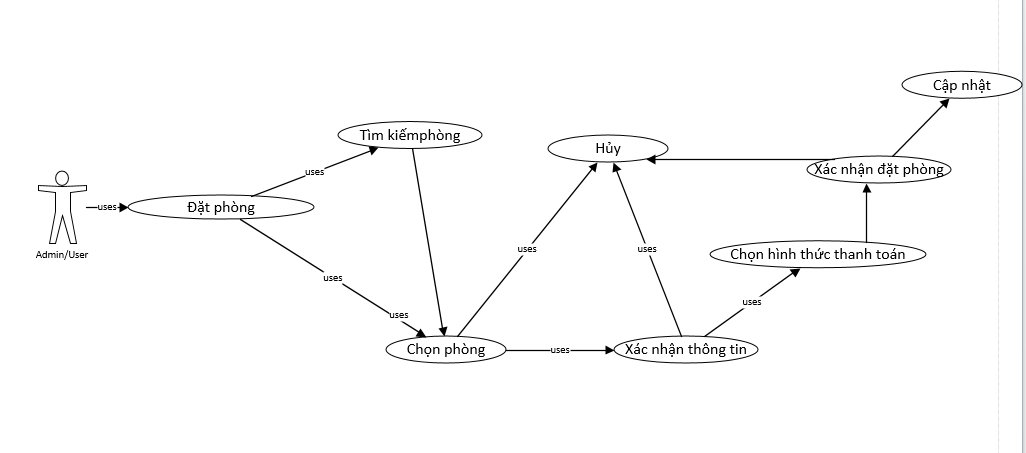 Cập nhật
Tìm kiếmphòng
Hủy
Xác nhận đặt phòng
uses
uses
Đặt phòng
Admin/User
uses
uses
Chọn hình thức thanh toán
uses
uses
uses
Chọn phòng
uses
Xác nhận thông tin